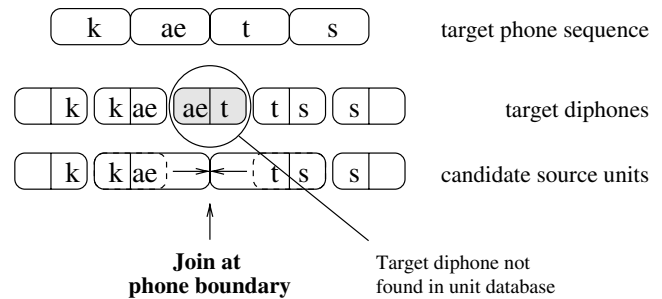 k ae t s target phone sequence
k k ae ae t t s s target diphones
k k ae t s s candidate source units
Join at
phone boundary
Target diphone not
found in unit database